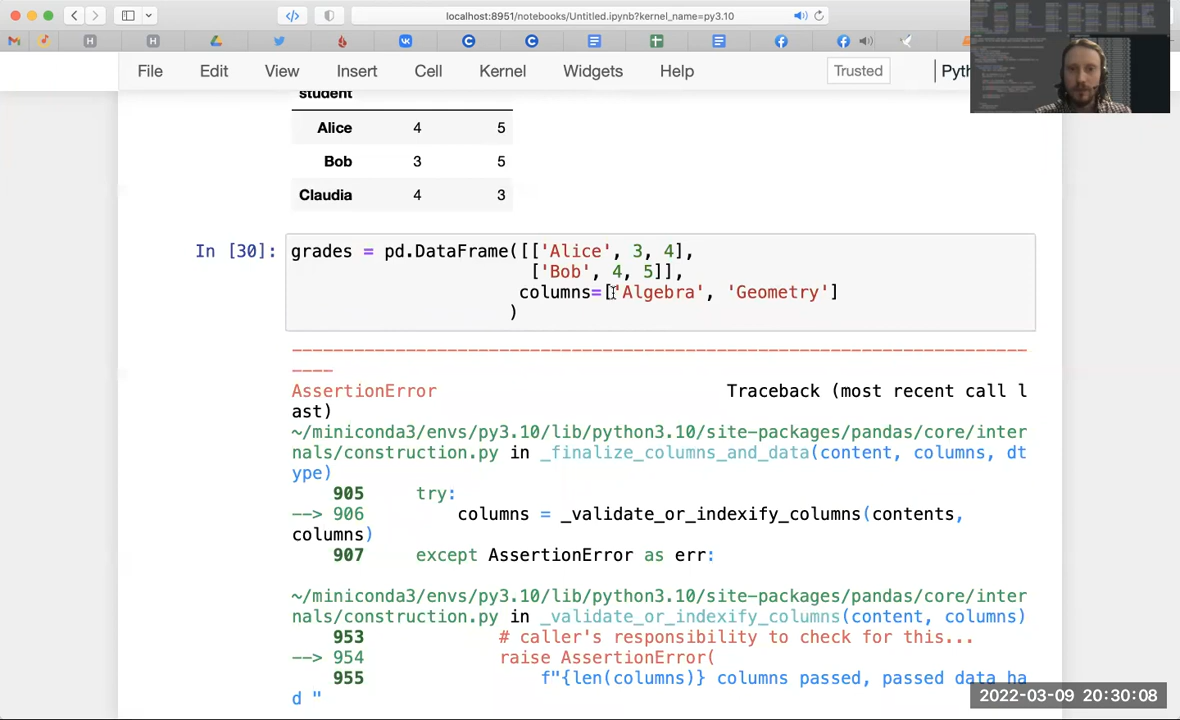 localhost:8951/notebooks/Untitled.ipynb?kernel_name=py3.10
File Edit View Insert Cell Kernel Widgets Help Trusted Pyth
student
Alice 4 5
Bob 3 5
Claudia 4 3
In [30]: grades = pd.DataFrame([['Alice', 3, 4],
['Bob', 4, 5]],
columns=['Algebra', 'Geometry']
)
---------------------------------------------------------------------------
AssertionError Traceback (most recent call l
ast)
~/miniconda3/envs/py3.10/lib/python3.10/site-packages/pandas/core/inter
nals/construction.py in _finalize_columns_and_data(content, columns, dt
ype)
905 try:
--> 906 columns = _validate_or_indexify_columns(contents,
columns)
907 except AssertionError as err:
~/miniconda3/envs/py3.10/lib/python3.10/site-packages/pandas/core/inter
nals/construction.py in _validate_or_indexify_columns(content, columns)
953 # caller's responsibility to check for this...
--> 954 raise AssertionError(
955 f"{len(columns)} columns passed, passed data ha
d "
2022-03-09 20:30:08